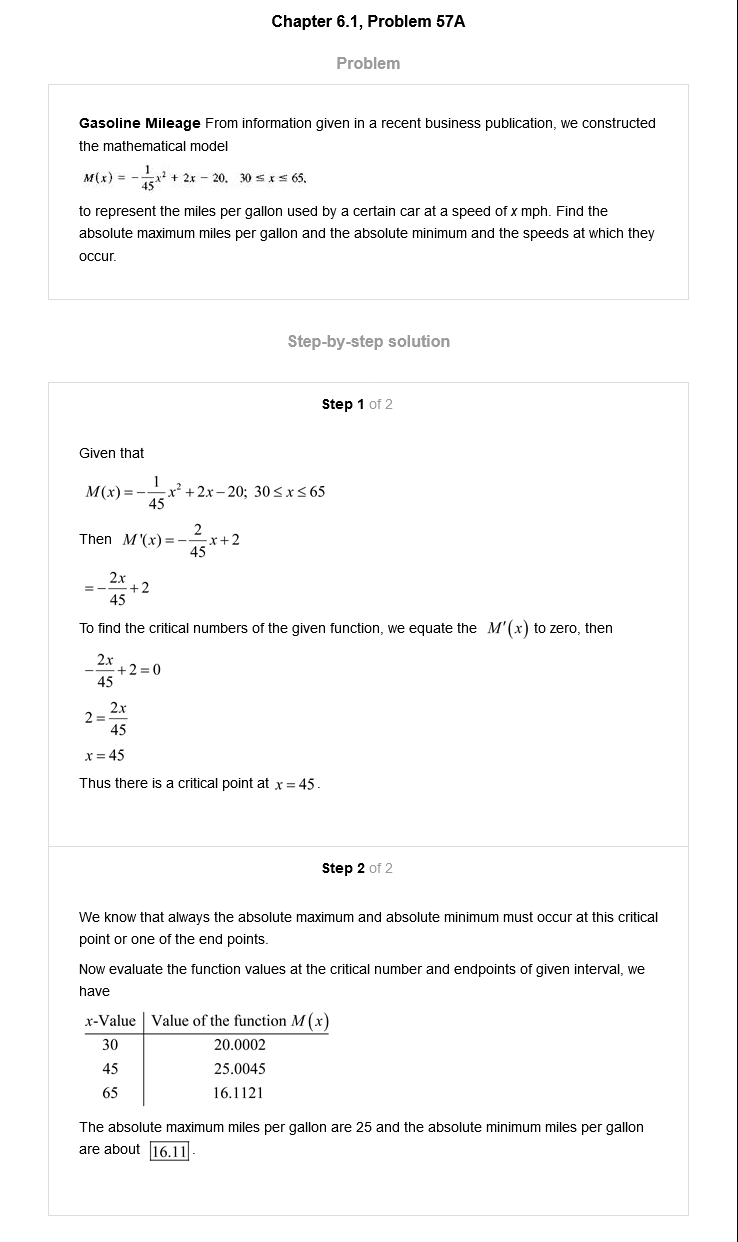 Chapter 6.1, Problem 57A
Problem
Gasoline Mileage From information given in a recent business publication, we constructed
the mathematical model
M(x) = -\frac{1}{45}x² + 2x - 20, 30 ≤ x ≤ 65,
to represent the miles per gallon used by a certain car at a speed of x mph. Find the
absolute maximum miles per gallon and the absolute minimum and the speeds at which they
occur.
Step-by-step solution
Step 1 of 2
Given that
M(x) = -\frac{1}{45}x² + 2x - 20; 30 ≤ x ≤ 65
Then M'(x) = -\frac{2}{45}x + 2
= -\frac{2x}{45} + 2
To find the critical numbers of the given function, we equate the M′(x) to zero, then
-\frac{2x}{45} + 2 = 0
2 = \frac{2x}{45}
x = 45
Thus there is a critical point at x = 45.
Step 2 of 2
We know that always the absolute maximum and absolute minimum must occur at this critical
point or one of the end points.
Now evaluate the function values at the critical number and endpoints of given interval, we
have
x-Value Value of the function M(x)
30 20.0002
45 25.0045
65 16.1121
The absolute maximum miles per gallon are 25 and the absolute minimum miles per gallon
are about 16.11.